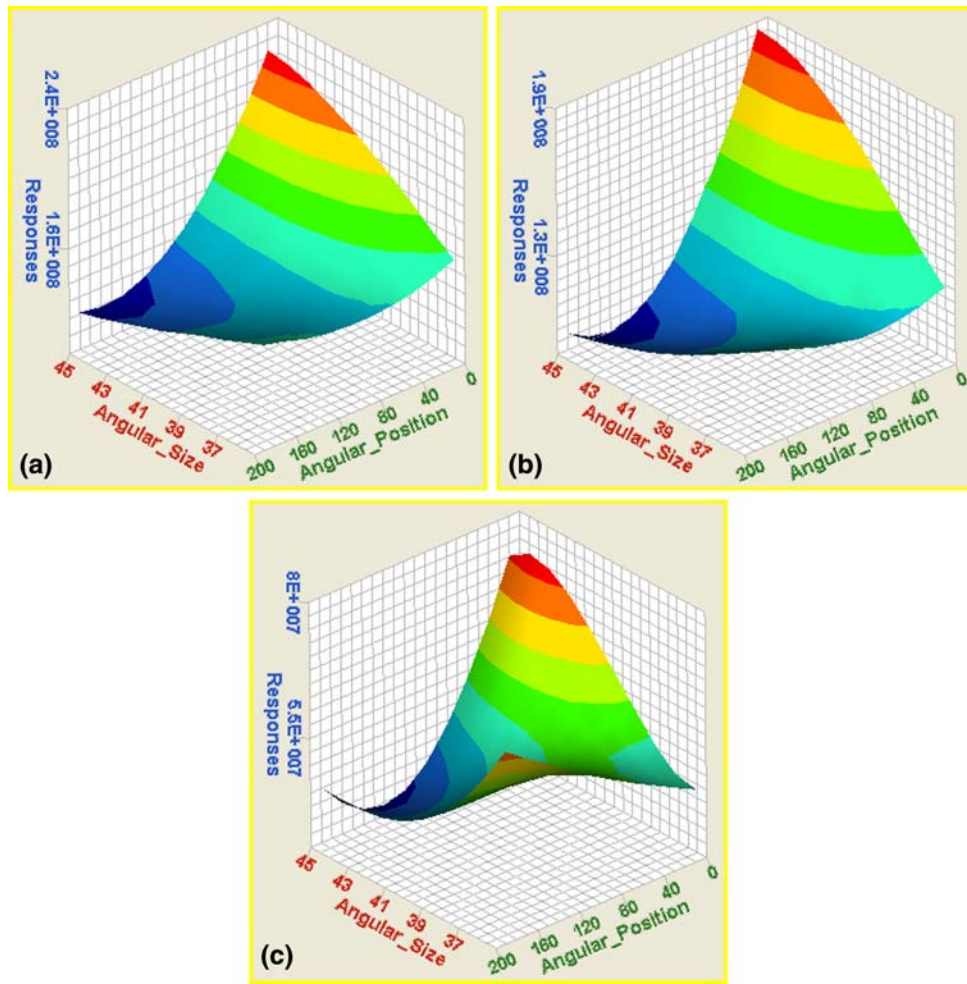 2.4E+008
1.6E+008
Responses
45
43
41
39
37
Angular_Size
200
160
120
80
40
0
Angular_Position
(a)
1.9E+008
1.3E+008
Responses
45
43
41
39
37
Angular_Size
200
160
120
80
40
0
Angular_Position
(b)
8E+007
5.5E+007
Responses
45
43
41
39
37
Angular_Size
200
160
120
80
40
0
Angular_Position
(c)